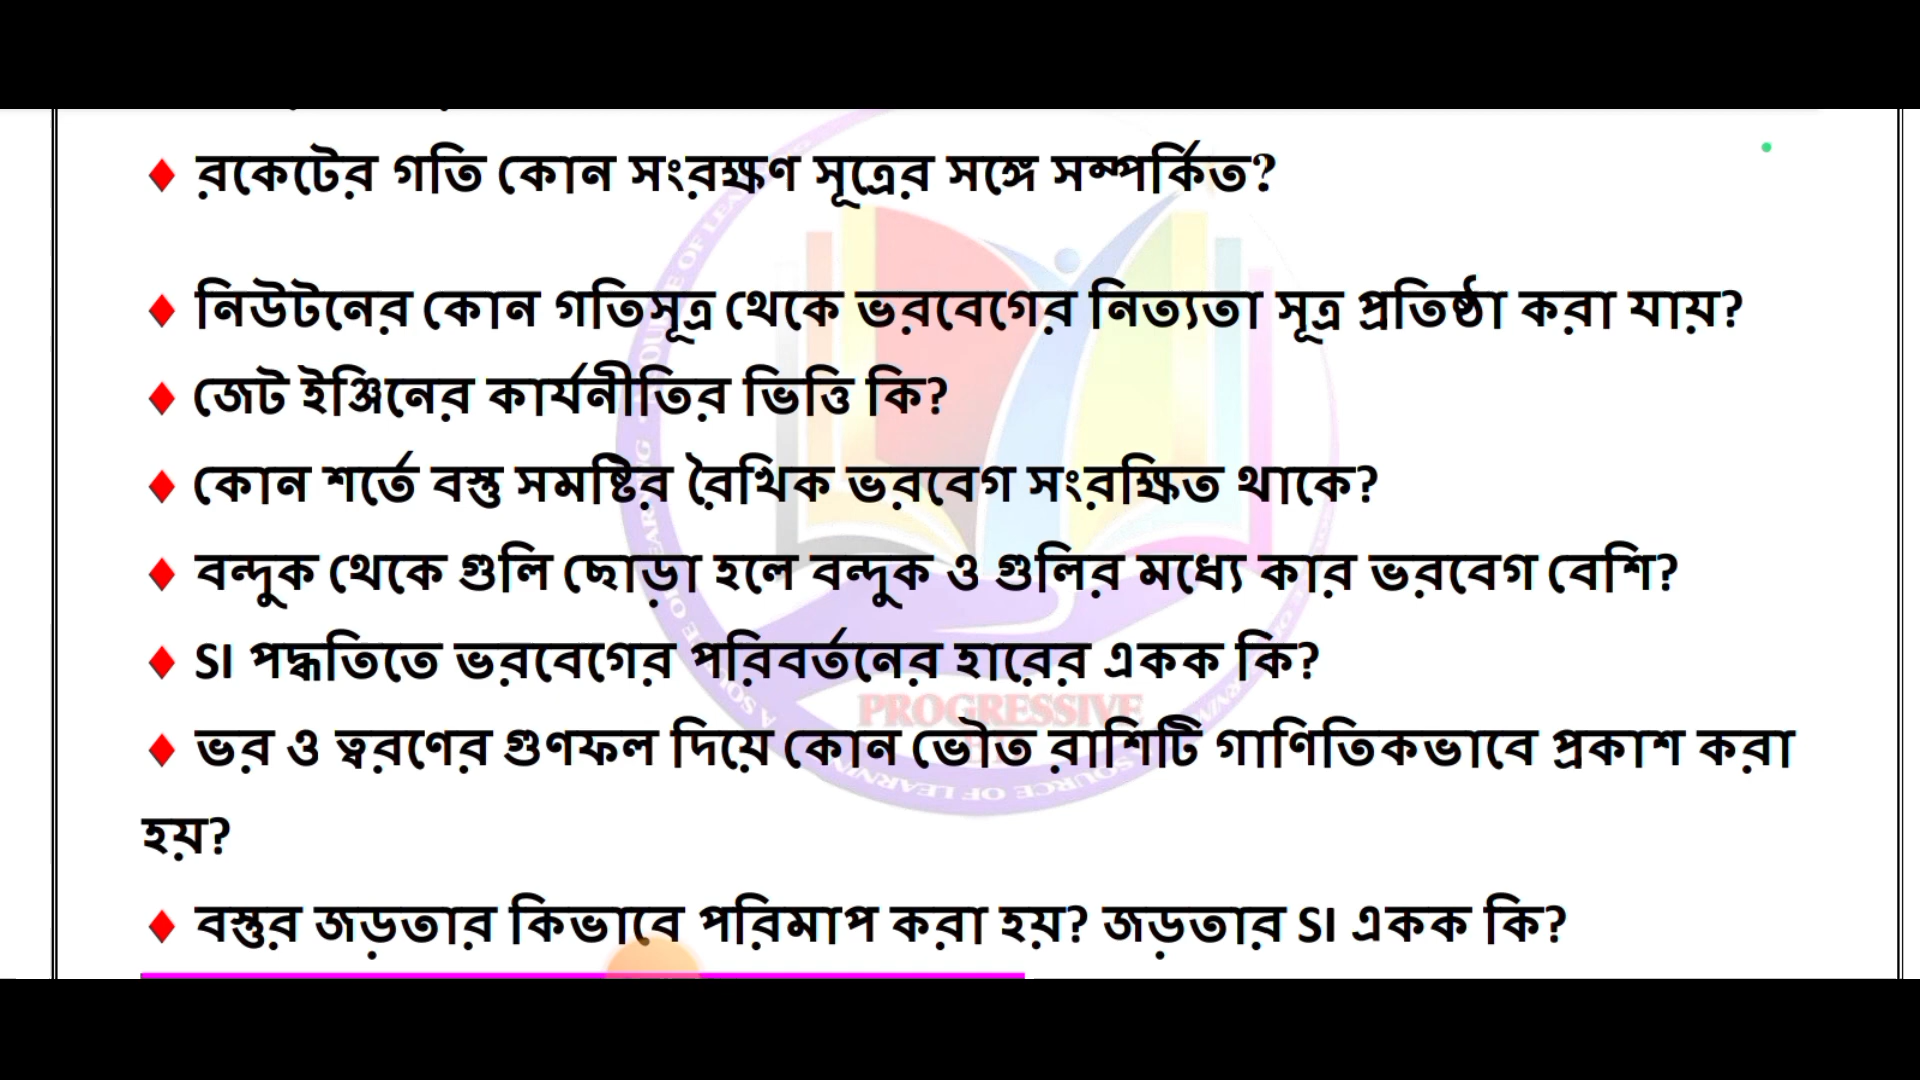 ♦ রকেটের গতি কোন সংরক্ষণ সূত্রের সঙ্গে সম্পর্কিত?
♦ নিউটনের কোন গতিসূত্র থেকে ভরবেগের নিত্যতা সূত্র প্রতিষ্ঠা করা যায়?
♦ জেট ইঞ্জিনের কার্যনীতির ভিত্তি কি?
♦ কোন শর্তে বস্তু সমষ্টির রৈখিক ভরবেগ সংরক্ষিত থাকে?
♦ বন্দুক থেকে গুলি ছোড়া হলে বন্দুক ও গুলির মধ্যে কার ভরবেগ বেশি?
♦ SI পদ্ধতিতে ভরবেগের পরিবর্তনের হারের একক কি?
PROGRESSIVE
♦ ভর ও ত্বরণের গুণফল দিয়ে কোন ভৌত রাশিটি গাণিতিকভাবে প্রকাশ করা
হয়?
♦ বস্তুর জড়তার কিভাবে পরিমাপ করা হয়? জড়তার SI একক কি?